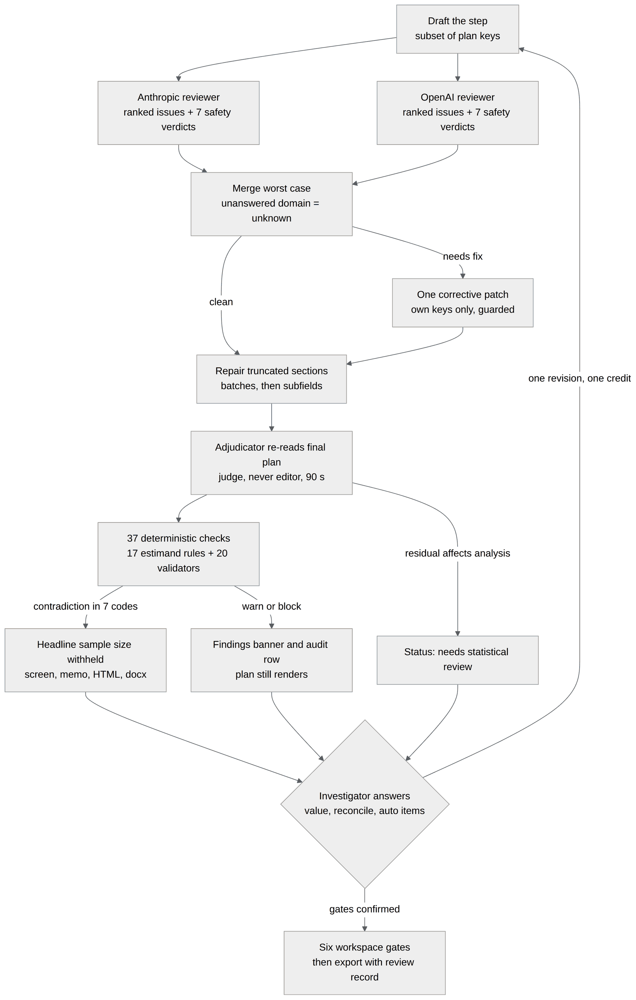 Draft the step
subset of plan keys
Anthropic reviewer
ranked issues + 7 safety
verdicts
OpenAI reviewer
ranked issues + 7 safety
verdicts
Merge worst case
unanswered domain =
unknown
needs fix
One corrective patch
own keys only, guarded
clean
Repair truncated sections
batches, then subfields
one revision, one credit
Adjudicator re-reads final
plan
judge, never editor, 90 s
37 deterministic checks
17 estimand rules + 20
validators
residual affects analysis
contradiction in 7 codes
warn or block
Headline sample size
withheld
screen, memo, HTML, docx
Findings banner and audit
row
plan still renders
Status: needs statistical
review
Investigator answers
value, reconcile, auto items
gates confirmed
Six workspace gates
then export with review
record